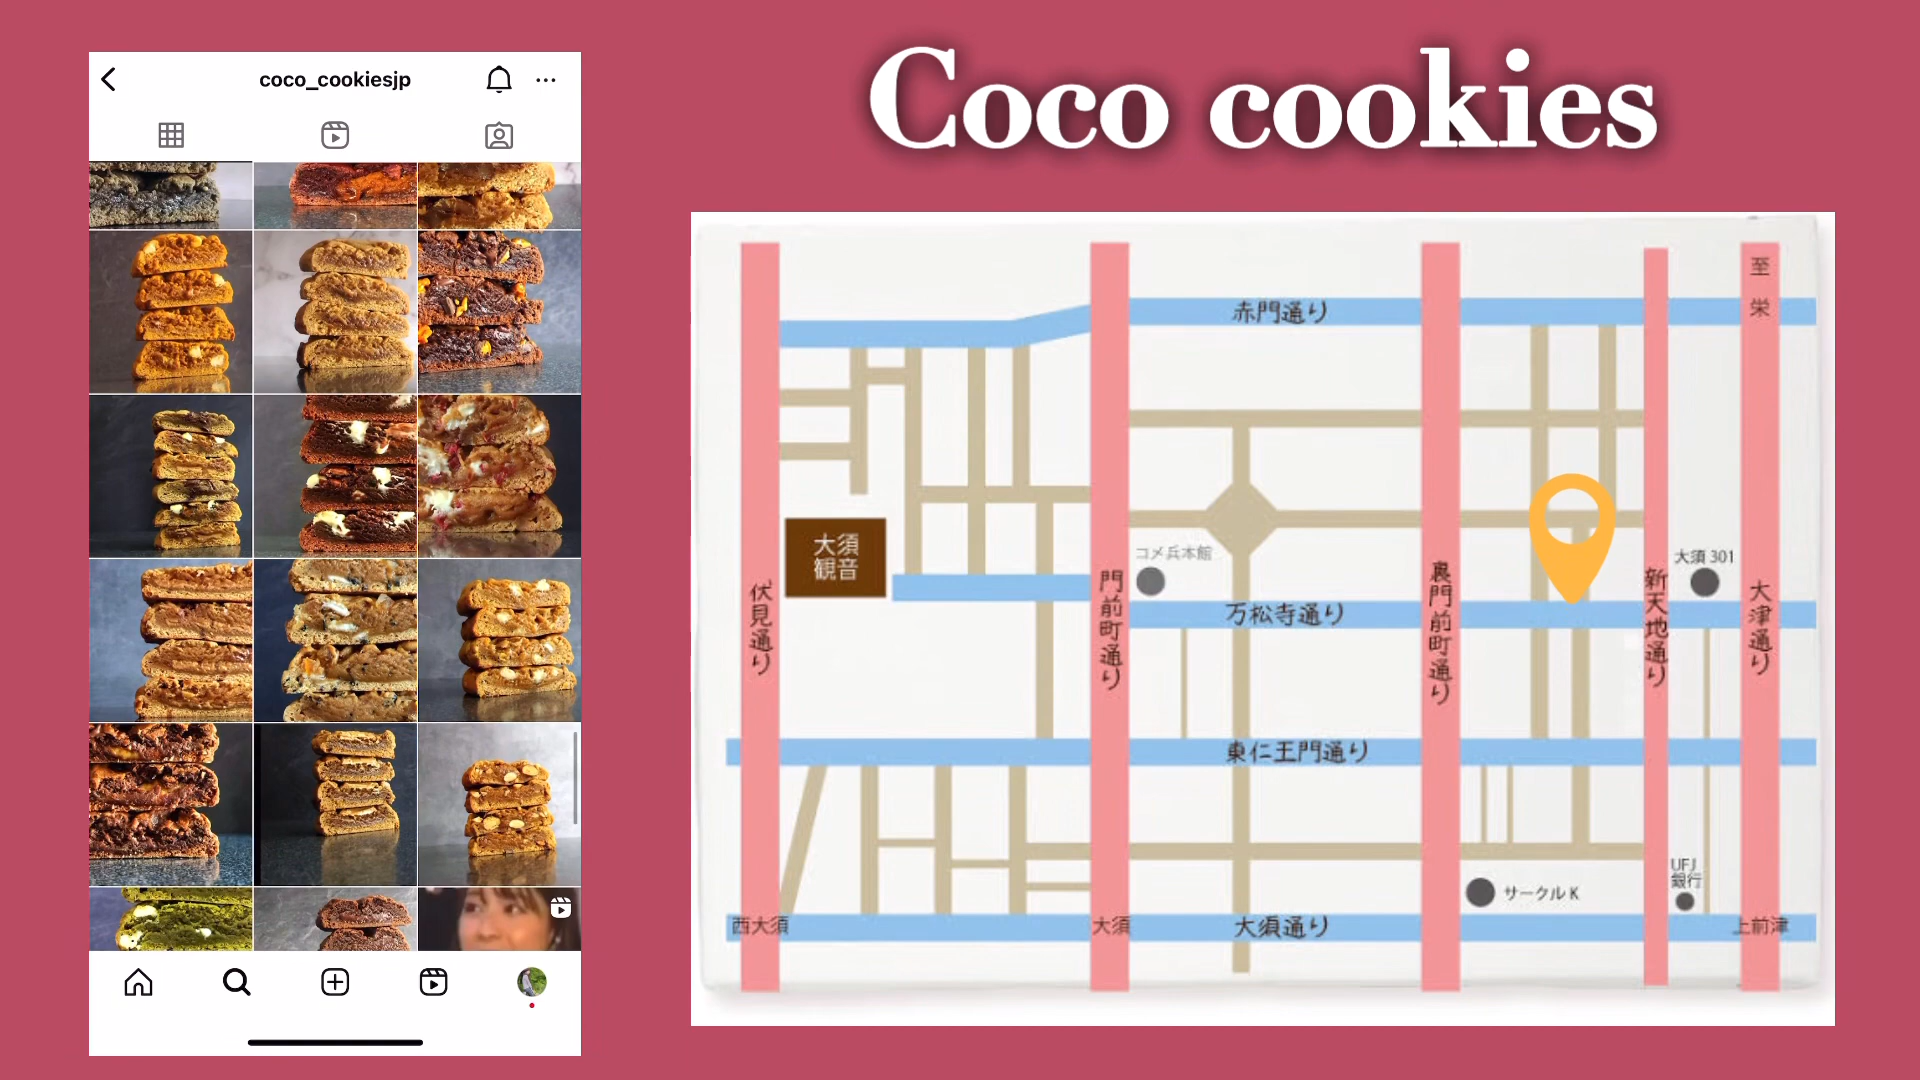 coco_cookiesjp
Coco cookies
至
栄
赤門通り
大須
観音
コメ兵本館
大須 301
伏見通り
門前町通り
万松寺通り
裏門前町通り
新天地通り
大津通り
東仁王門通り
UFJ
銀行
サークルK
西大須
大須
大須通り
上前津